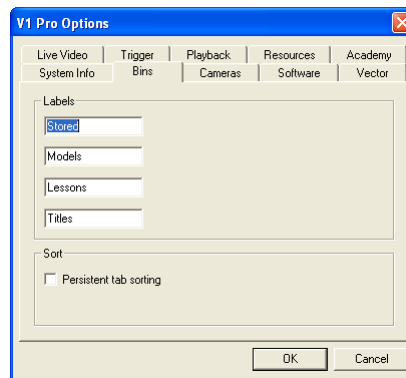 V1 Pro Options
Live Video Trigger Playback Resources Academy
System Info Bins Cameras Software Vector
Labels
Stored
Models
Lessons
Titles
Sort
Persistent tab sorting
OK Cancel